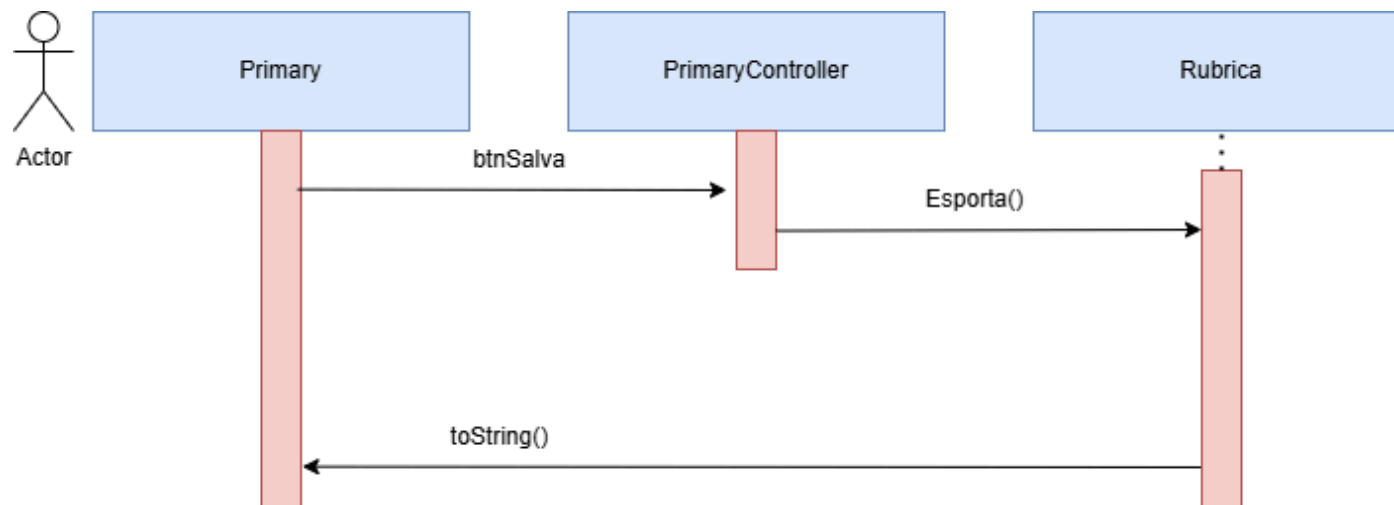 Primary
PrimaryController
Rubrica
Actor
btnSalva
Esporta()
toString()